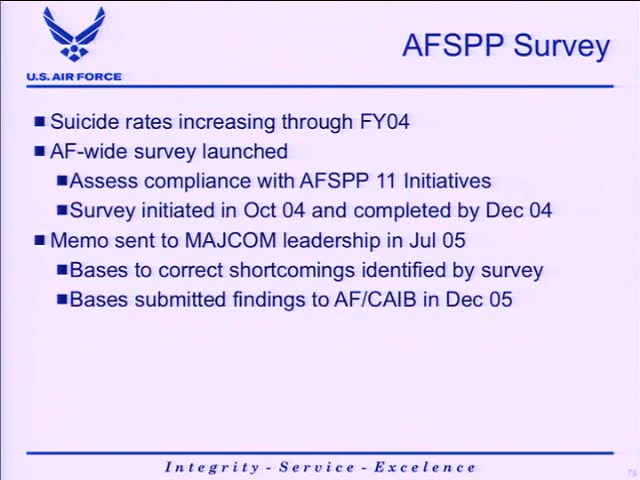 AFSPP Survey
U.S. AIR FORCE
■ Suicide rates increasing through FY04
■ AF-wide survey launched
■ Assess compliance with AFSPP 11 Initiatives
■ Survey initiated in Oct 04 and completed by Dec 04
■ Memo sent to MAJCOM leadership in Jul 05
■ Bases to correct shortcomings identified by survey
■ Bases submitted findings to AF/CAIB in Dec 05
Integrity - Service - Excelence